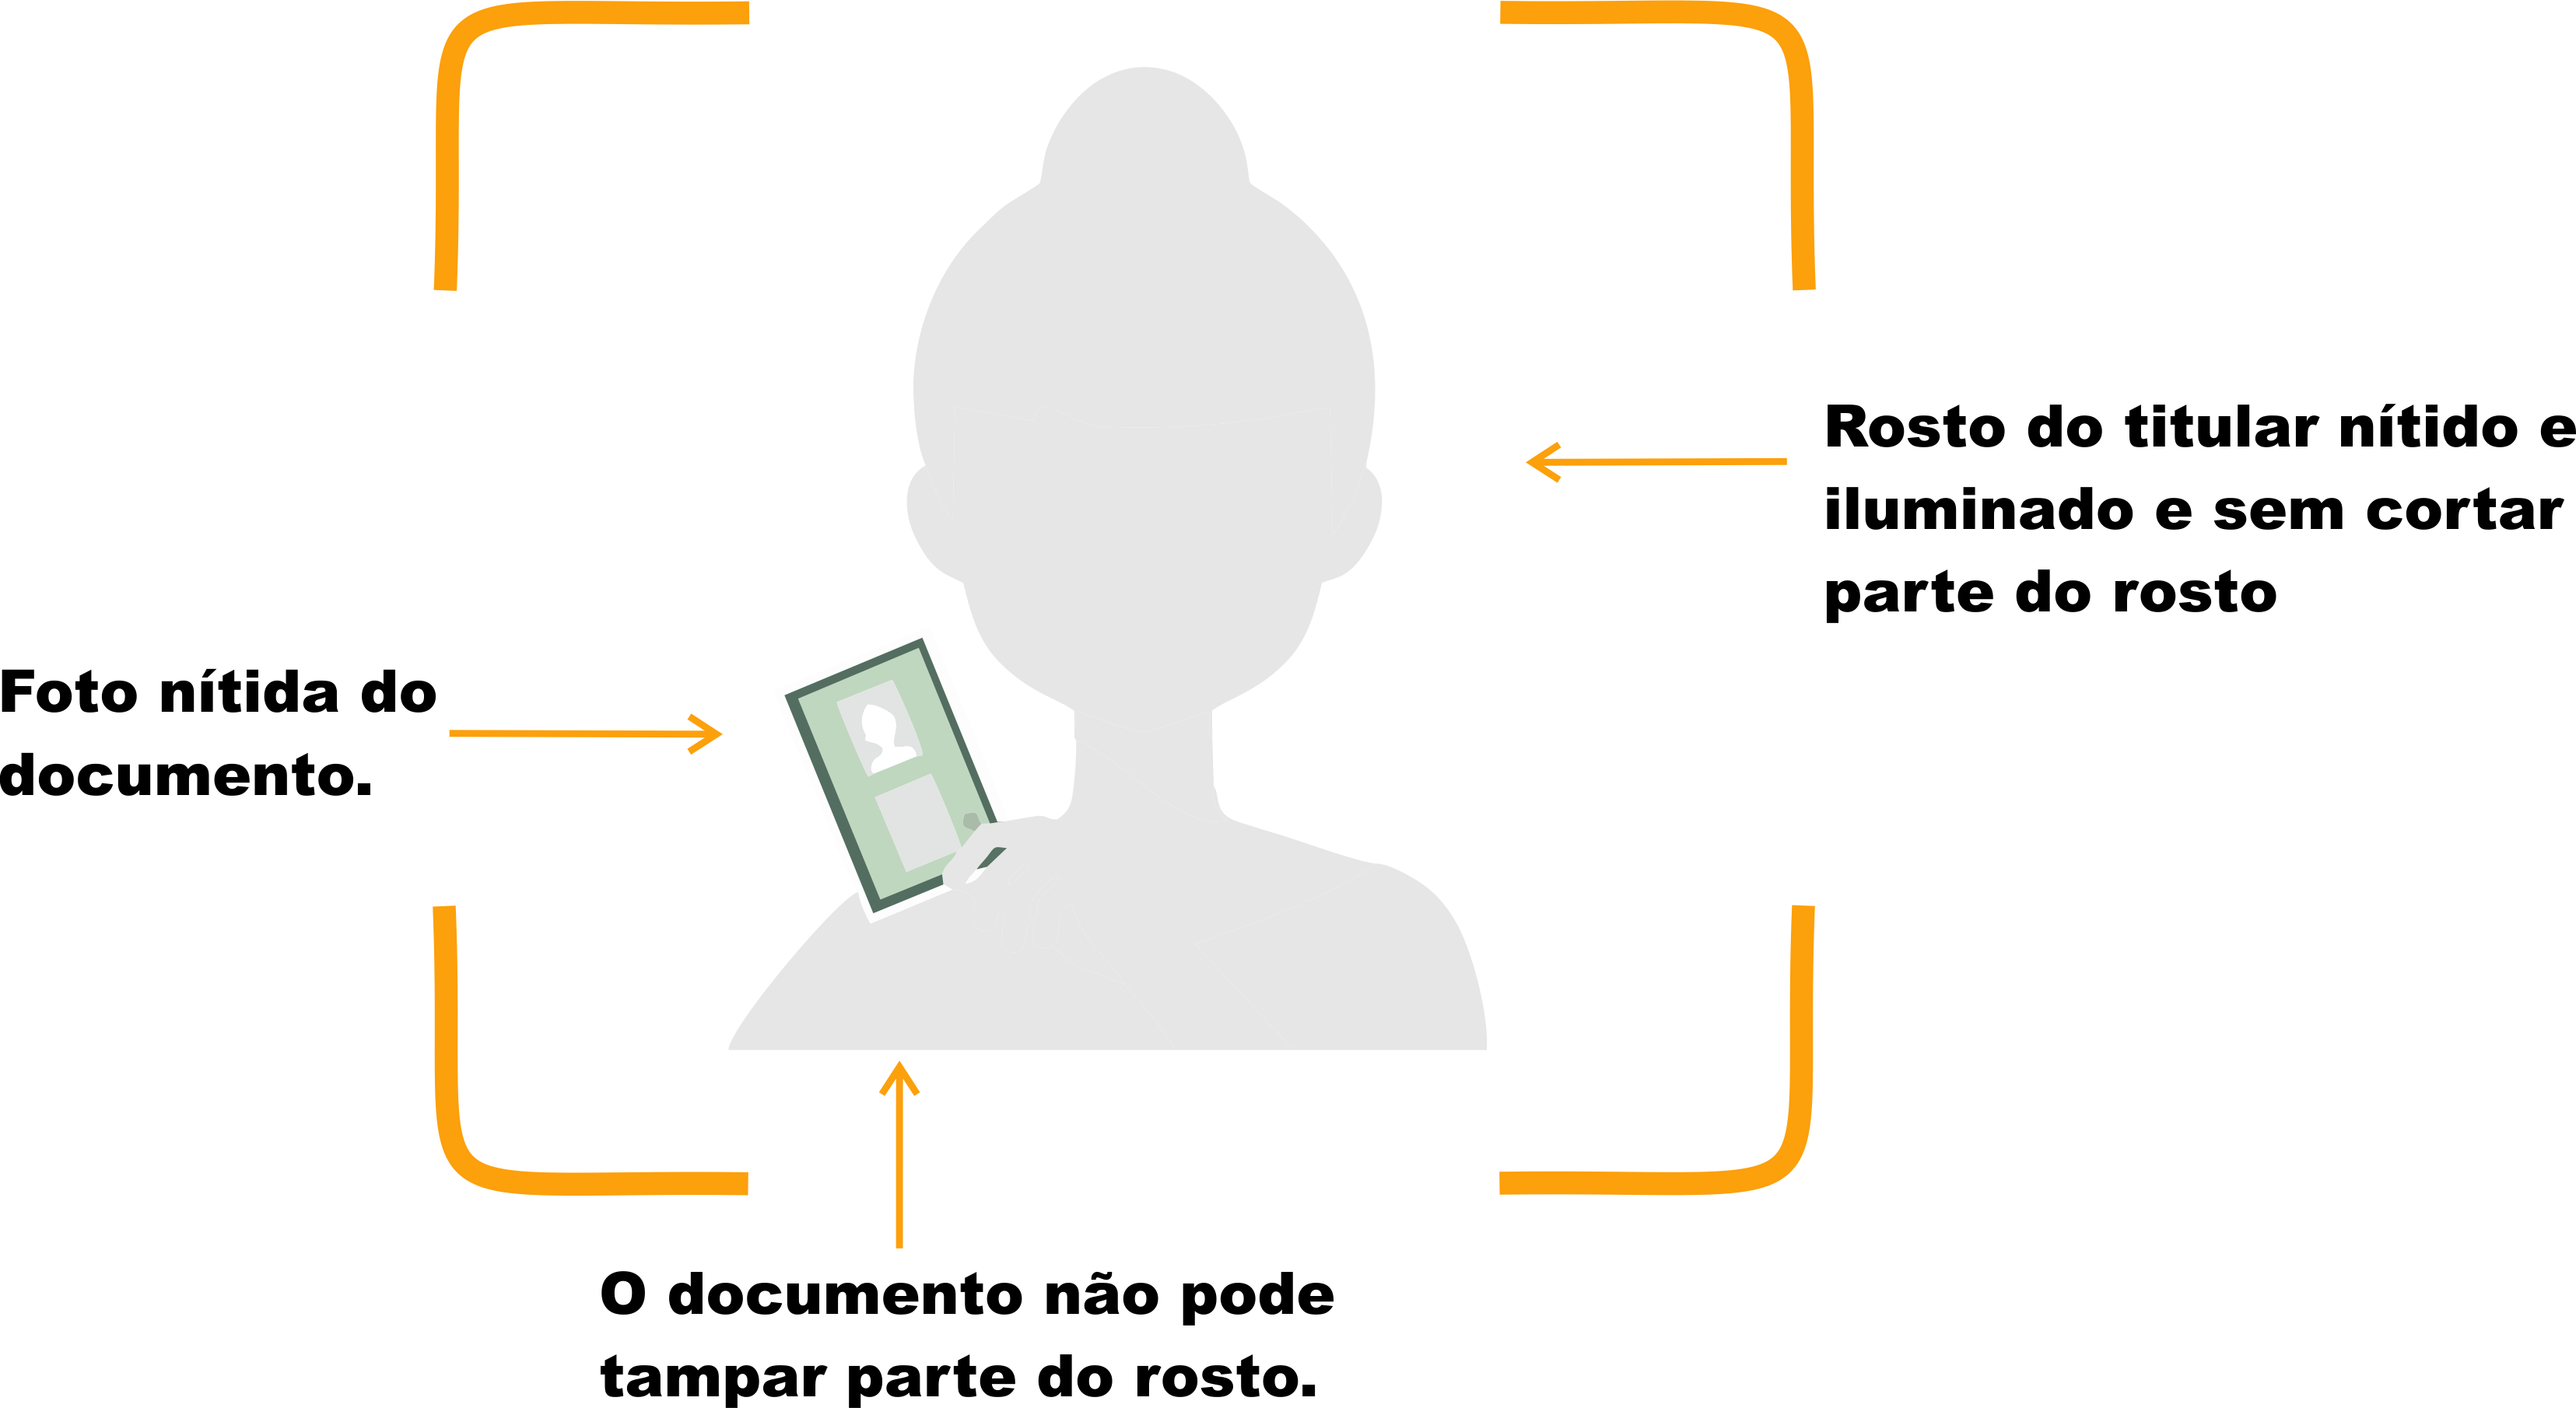 Rosto do titular nítido e
iluminado e sem cortar
parte do rosto
Foto nítida do
documento.
O documento não pode
tampar parte do rosto.